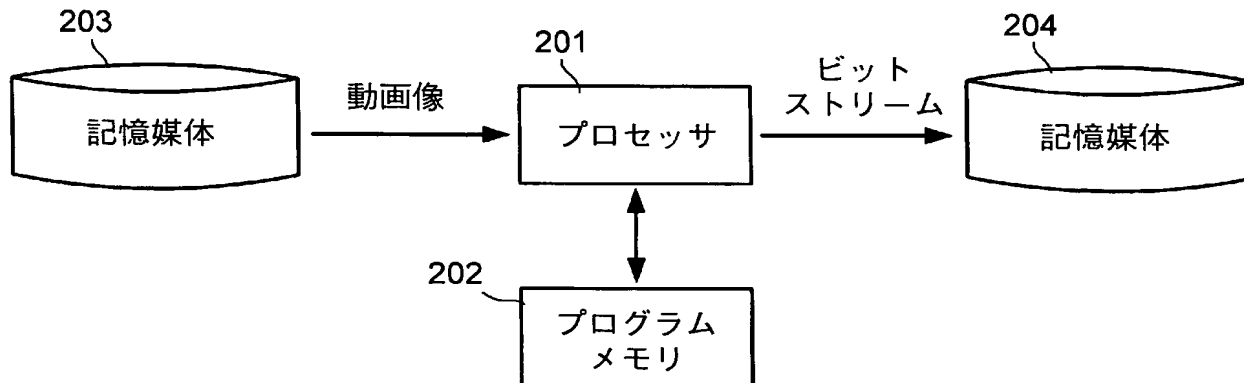 203
記憶媒体
動画像
201
プロセッサ
ビット
ストリーム
204
記憶媒体
202
プログラム
メモリ